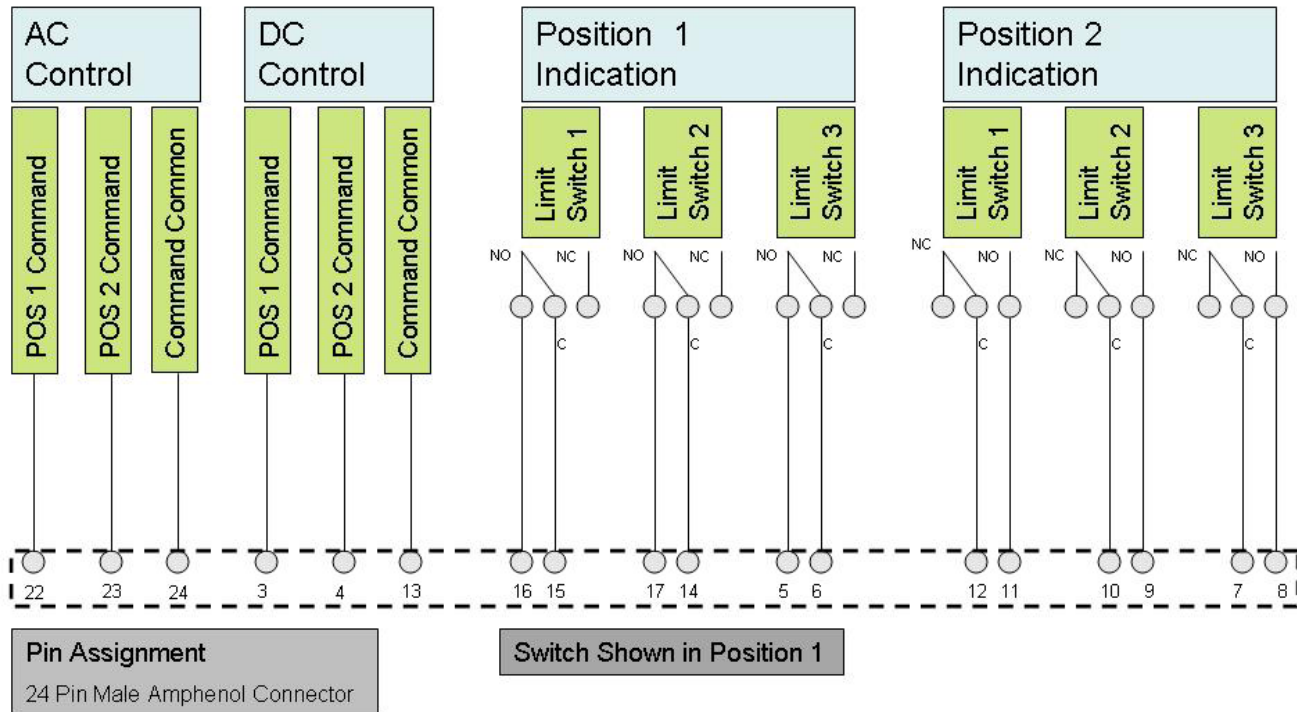 AC
Control
DC
Control
Position 1
Indication
Position 2
Indication
POS 1 Command
POS 2 Command
Command Common
POS 1 Command
POS 2 Command
Command Common
Limit
Switch 1
Limit
Switch 2
Limit
Switch 3
Limit
Switch 1
Limit
Switch 2
Limit
Switch 3
NO NC NO NC NO NC NC NO NC NO NC NO
C C C C C C
22 23 24 3 4 13 16 15 17 14 5 6 12 11 10 9 7 8
Pin Assignment
24 Pin Male Amphenol Connector
Switch Shown in Position 1